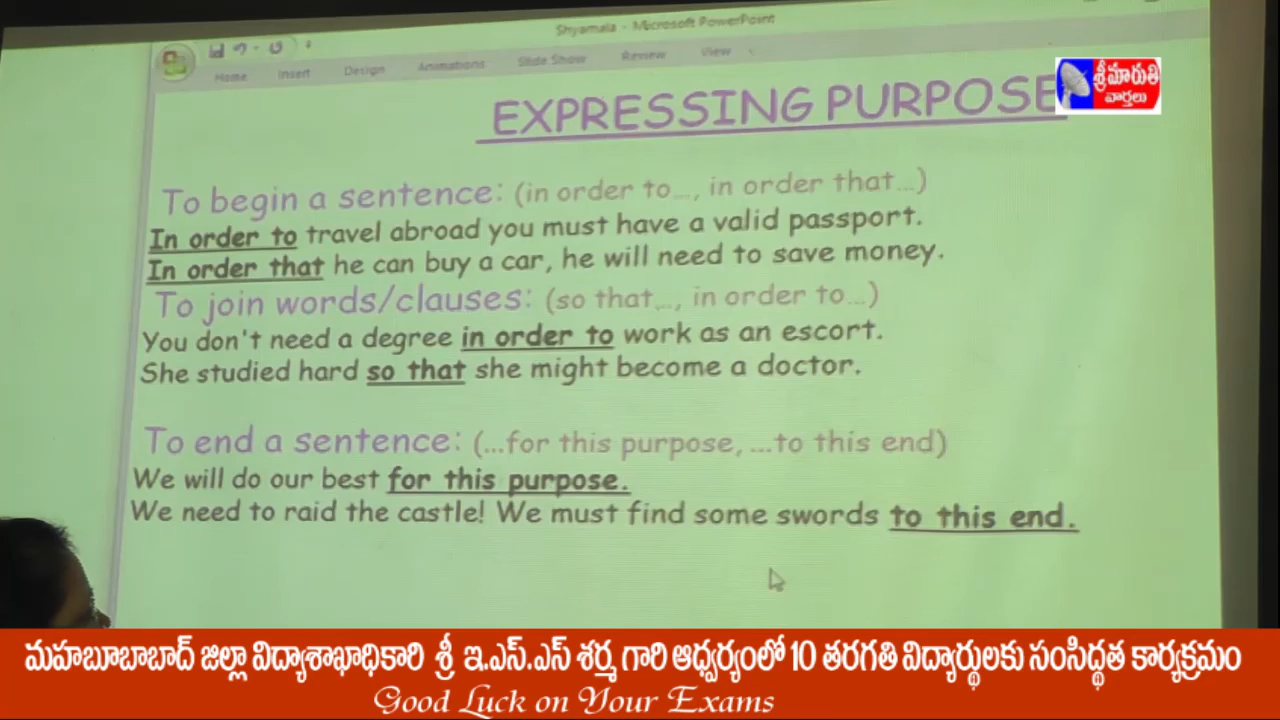 Shyamala - Microsoft PowerPoint
Home Insert Design Animations Slide Show Review View
శ్రీమారుతి
వార్తలు
EXPRESSING PURPOSE
To begin a sentence: (in order to..., in order that...)
In order to travel abroad you must have a valid passport.
In order that he can buy a car, he will need to save money.
To join words/clauses: (so that..., in order to...)
You don't need a degree in order to work as an escort.
She studied hard so that she might become a doctor.
To end a sentence: (...for this purpose, ...to this end)
We will do our best for this purpose.
We need to raid the castle! We must find some swords to this end.
మహబూబాబాద్ జిల్లా విద్యాశాఖాధికారి శ్రీ ఇ.ఎస్.ఎస్ శర్మ గారి ఆధ్వర్యంలో 10 తరగతి విద్యార్థులకు సంసిద్ధత కార్యక్రమం
Good Luck on Your Exams